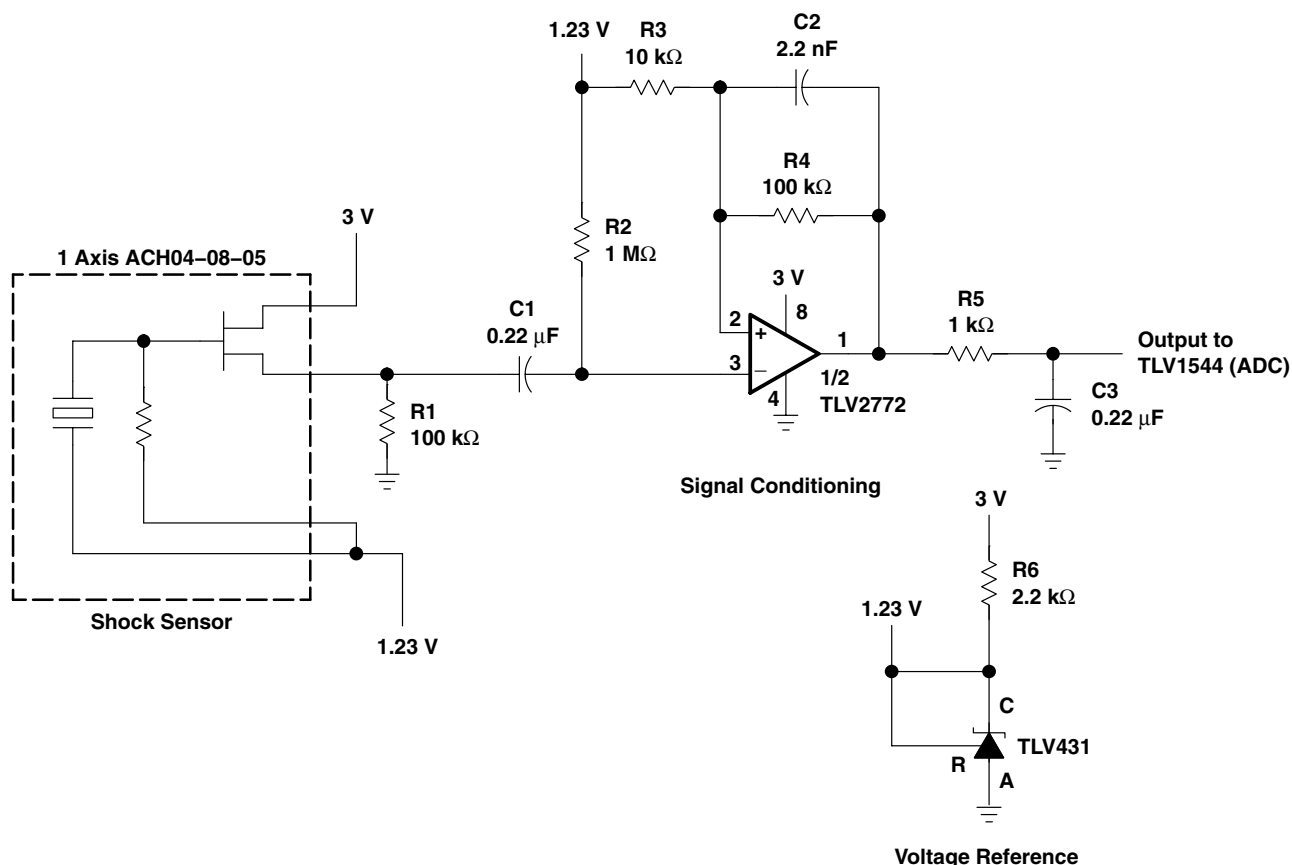 1.23 V
R3
10 kΩ
C2
2.2 nF
R4
100 kΩ
3 V
R2
1 MΩ
1 Axis ACH04−08−05
3 V
8
R5
1 kΩ
C1
0.22 µF
2
+
1
Output to
TLV1544 (ADC)
3
−
1/2
TLV2772
4
R1
100 kΩ
C3
0.22 µF
Signal Conditioning
3 V
R6
2.2 kΩ
1.23 V
Shock Sensor
1.23 V
C
TLV431
R
A
Voltage Reference